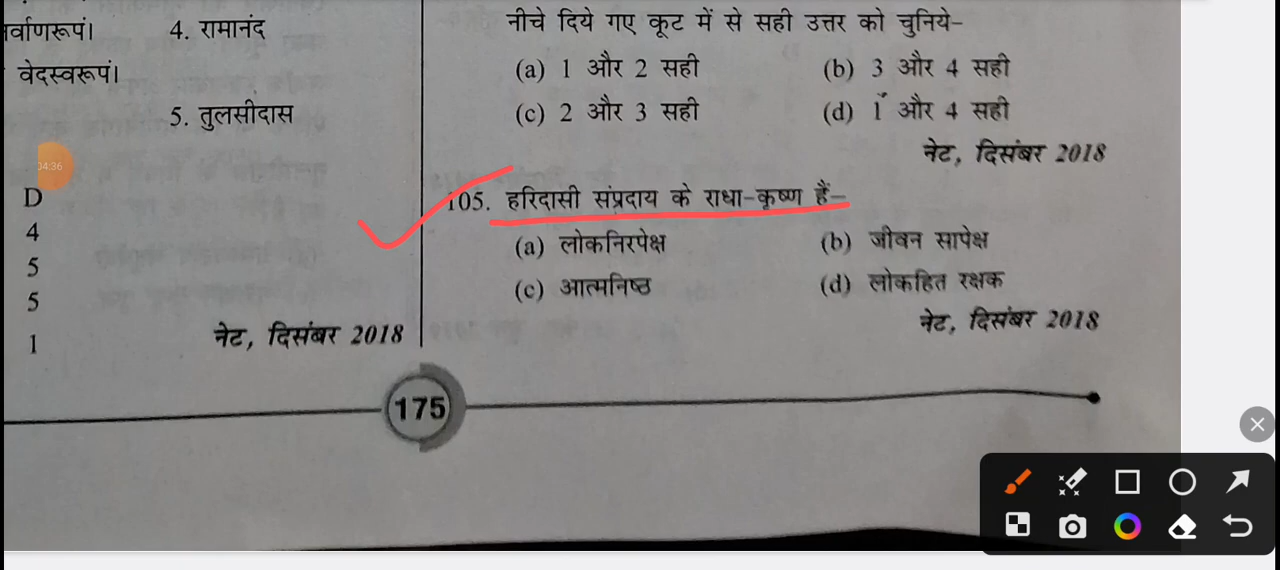 र्वाणरूपं।
वेदस्वरूपं।
4. रामानंद
5. तुलसीदास
04:36
D
4
5
5
1
नेट, दिसंबर 2018
नीचे दिये गए कूट में से सही उत्तर को चुनिये–
(a) 1 और 2 सही (b) 3 और 4 सही
(c) 2 और 3 सही (d) 1 और 4 सही
नेट, दिसंबर 2018
105. हरिदासी संप्रदाय के राधा-कृष्ण हैं–
(a) लोकनिरपेक्ष (b) जीवन सापेक्ष
(c) आत्मनिष्ठ (d) लोकहित रक्षक
नेट, दिसंबर 2018
175